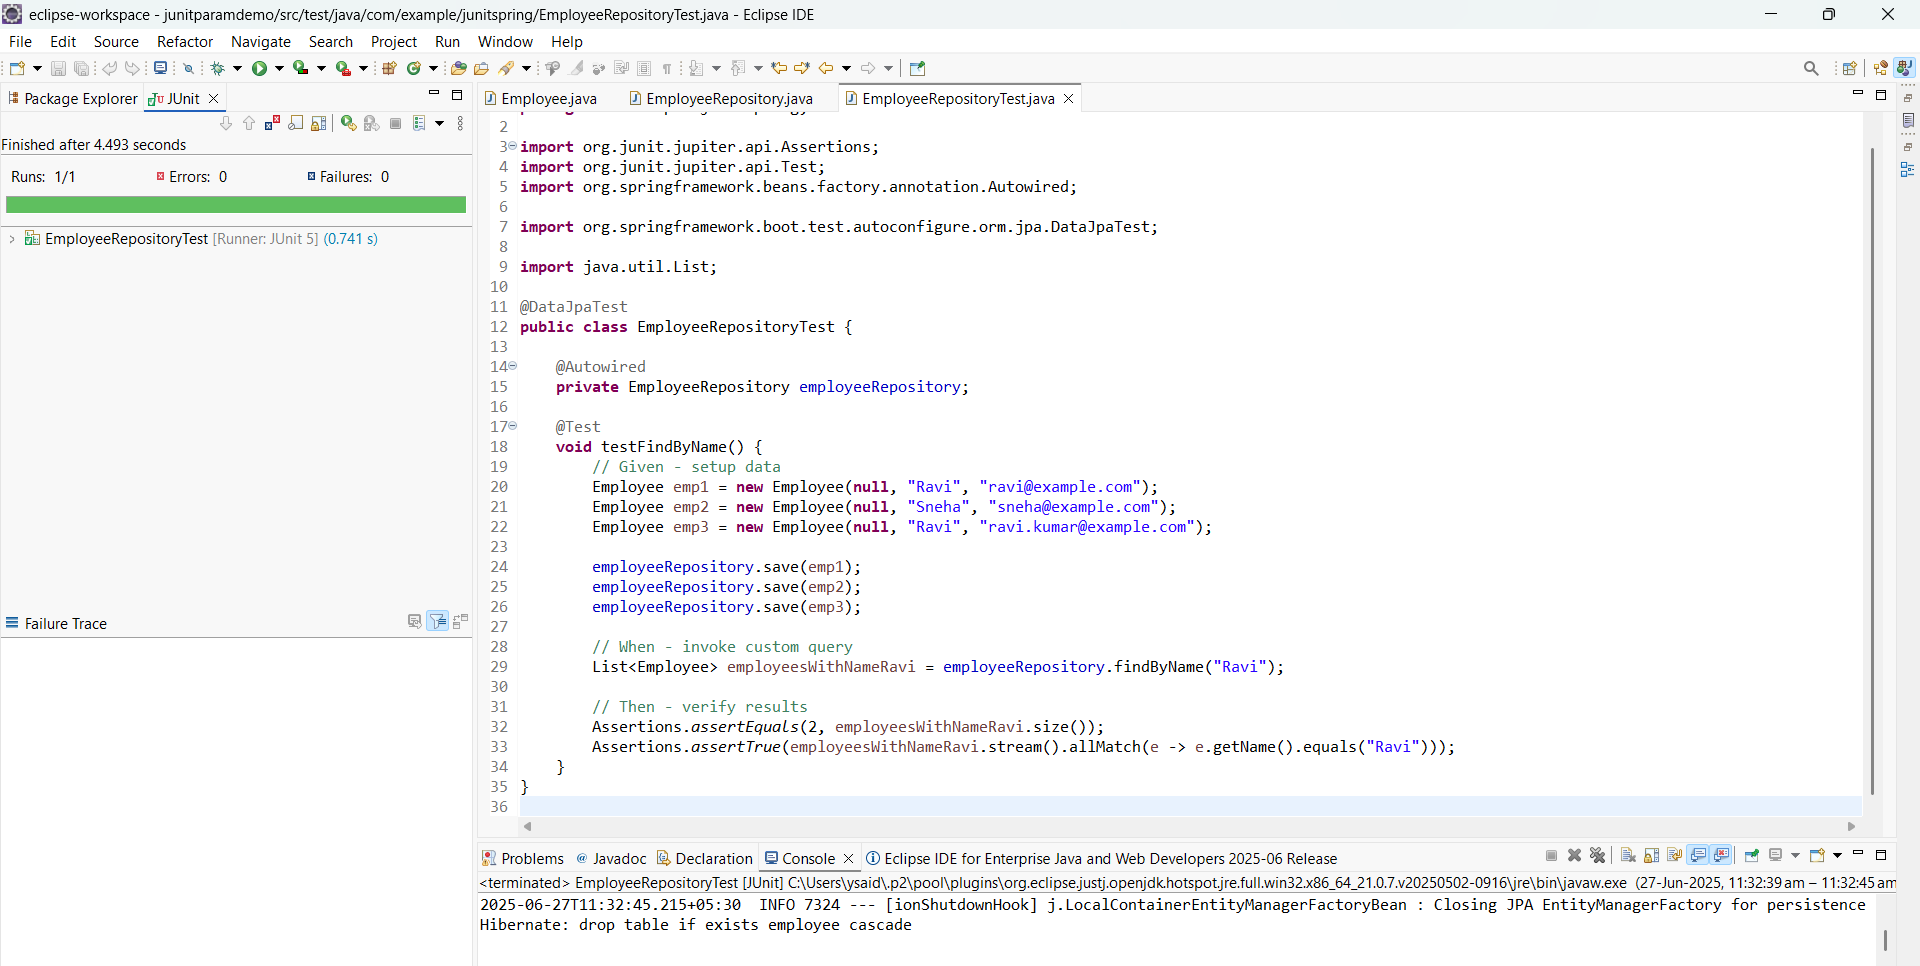 eclipse-workspace - junitparamdemo/src/test/java/com/example/junitspring/EmployeeRepositoryTest.java - Eclipse IDE
File Edit Source Refactor Navigate Search Project Run Window Help
Package Explorer JUnit
Finished after 4.493 seconds
Runs: 1/1 Errors: 0 Failures: 0
EmployeeRepositoryTest [Runner: JUnit 5] (0.741 s)
Failure Trace
Employee.java EmployeeRepository.java EmployeeRepositoryTest.java
2
3 import org.junit.jupiter.api.Assertions;
4 import org.junit.jupiter.api.Test;
5 import org.springframework.beans.factory.annotation.Autowired;
6
7 import org.springframework.boot.test.autoconfigure.orm.jpa.DataJpaTest;
8
9 import java.util.List;
10
11 @DataJpaTest
12 public class EmployeeRepositoryTest {
13
14 @Autowired
15 private EmployeeRepository employeeRepository;
16
17 @Test
18 void testFindByName() {
19 // Given - setup data
20 Employee emp1 = new Employee(null, "Ravi", "ravi@example.com");
21 Employee emp2 = new Employee(null, "Sneha", "sneha@example.com");
22 Employee emp3 = new Employee(null, "Ravi", "ravi.kumar@example.com");
23
24 employeeRepository.save(emp1);
25 employeeRepository.save(emp2);
26 employeeRepository.save(emp3);
27
28 // When - invoke custom query
29 List<Employee> employeesWithNameRavi = employeeRepository.findByName("Ravi");
30
31 // Then - verify results
32 Assertions.assertEquals(2, employeesWithNameRavi.size());
33 Assertions.assertTrue(employeesWithNameRavi.stream().allMatch(e -> e.getName().equals("Ravi")));
34 }
35 }
36
Problems Javadoc Declaration Console Eclipse IDE for Enterprise Java and Web Developers 2025-06 Release
<terminated> EmployeeRepositoryTest [JUnit] C:\Users\ysaid\.p2\pool\plugins\org.eclipse.justj.openjdk.hotspot.jre.full.win32.x86_64_21.0.7.v20250502-0916\jre\bin\javaw.exe (27-Jun-2025, 11:32:39 am – 11:32:45 am
2025-06-27T11:32:45.215+05:30 INFO 7324 --- [ionShutdownHook] j.LocalContainerEntityManagerFactoryBean : Closing JPA EntityManagerFactory for persistence
Hibernate: drop table if exists employee cascade